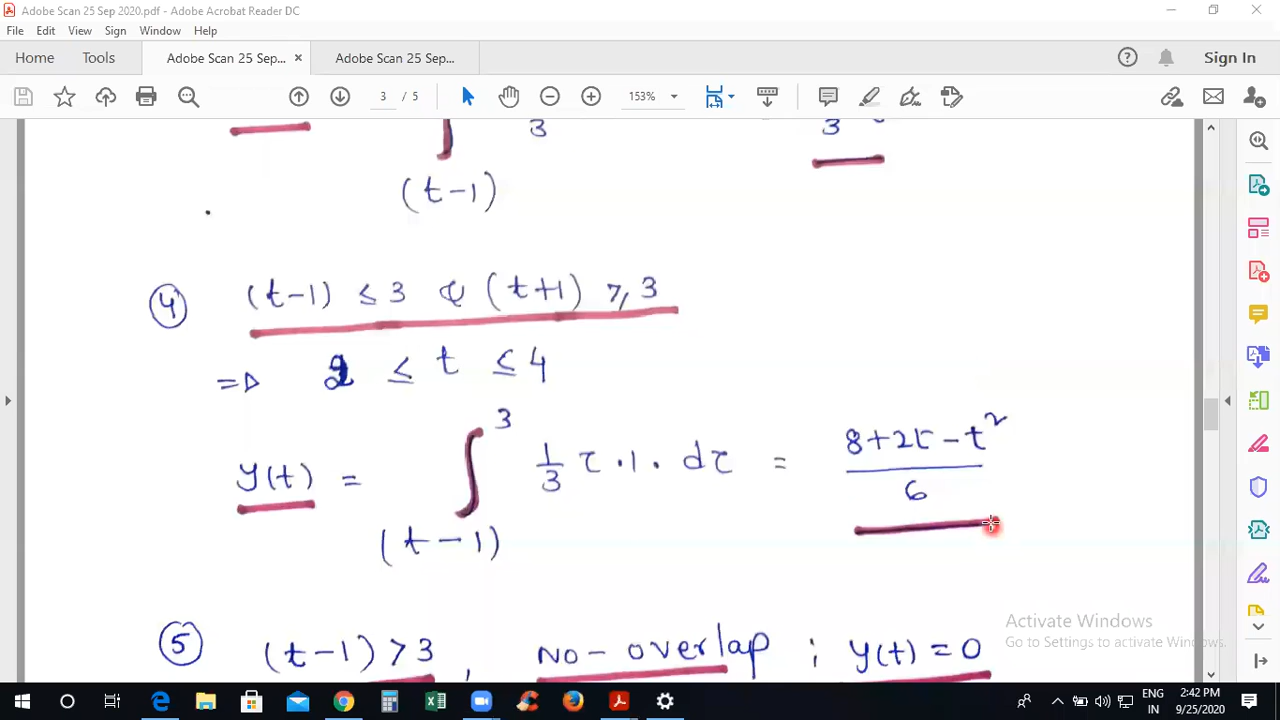 Adobe Scan 25 Sep 2020.pdf - Adobe Acrobat Reader DC
File Edit View Sign Window Help
Home Tools Adobe Scan 25 Sep... × Adobe Scan 25 Sep... Sign In
3 / 5 153%
3 3
(t-1)
④ (t-1) ≤ 3 & (t+1) ≥ 3
=> 2 ≤ t ≤ 4
y(t) = ∫_{(t-1)}^{3} 1/3 τ . 1 . dτ = (8+2t-t²)/6
⑤ (t-1) > 3 , No-overlap ; y(t) = 0
Activate Windows
Go to Settings to activate Windows.
ENG 2:42 PM
IN 9/25/2020